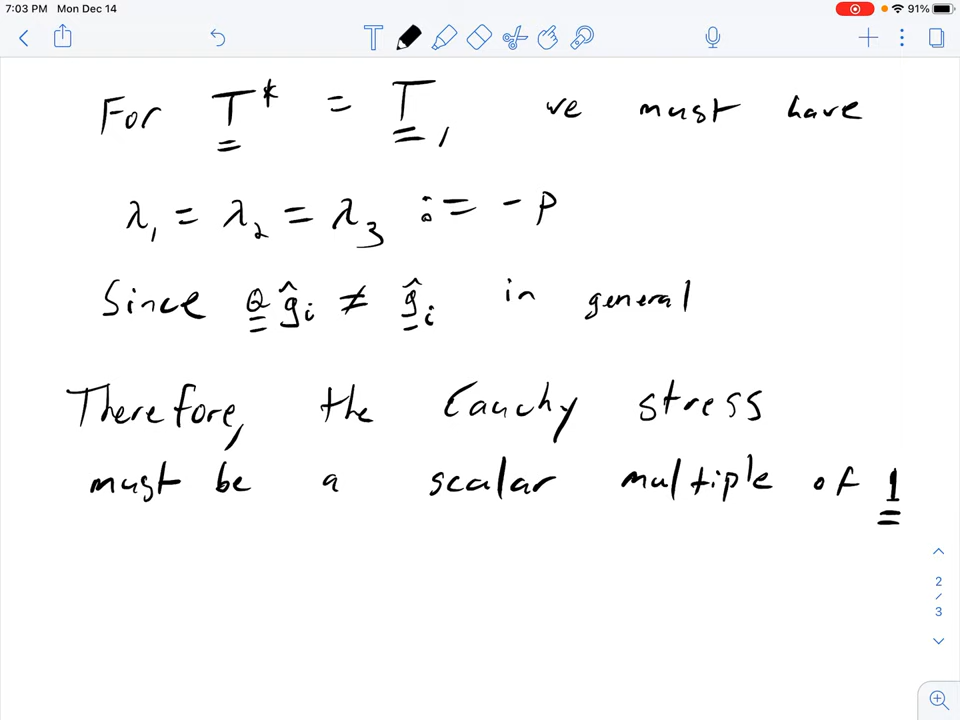 7:03 PM Mon Dec 14 91%
T
For T* = T, we must have
λ₁ = λ₂ = λ₃ := -p
Since Q ĝᵢ ≠ ĝᵢ in general
Therefore, the Cauchy stress
must be a scalar multiple of 1
2
/
3